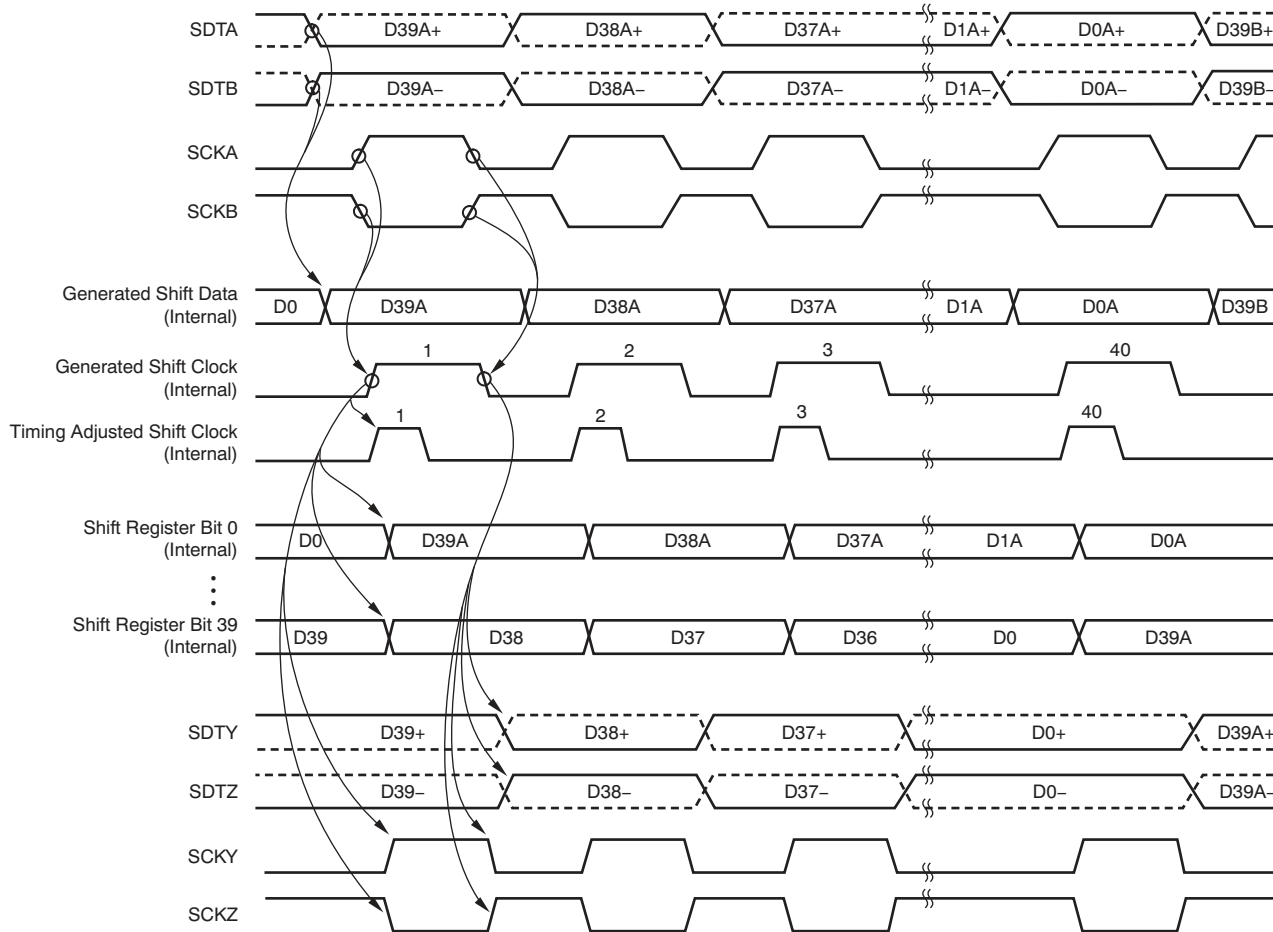 SDTA D39A+ D38A+ D37A+ D1A+ D0A+ D39B+
SDTB D39A− D38A− D37A− D1A− D0A− D39B−
SCKA
SCKB
Generated Shift Data
(Internal)
D0 D39A D38A D37A D1A D0A D39B
Generated Shift Clock
(Internal)
1 2 3 40
Timing Adjusted Shift Clock
(Internal)
1 2 3 40
Shift Register Bit 0
(Internal)
D0 D39A D38A D37A D1A D0A
Shift Register Bit 39
(Internal)
D39 D38 D37 D36 D0 D39A
SDTY D39+ D38+ D37+ D0+ D39A+
SDTZ D39− D38− D37− D0− D39A−
SCKY
SCKZ